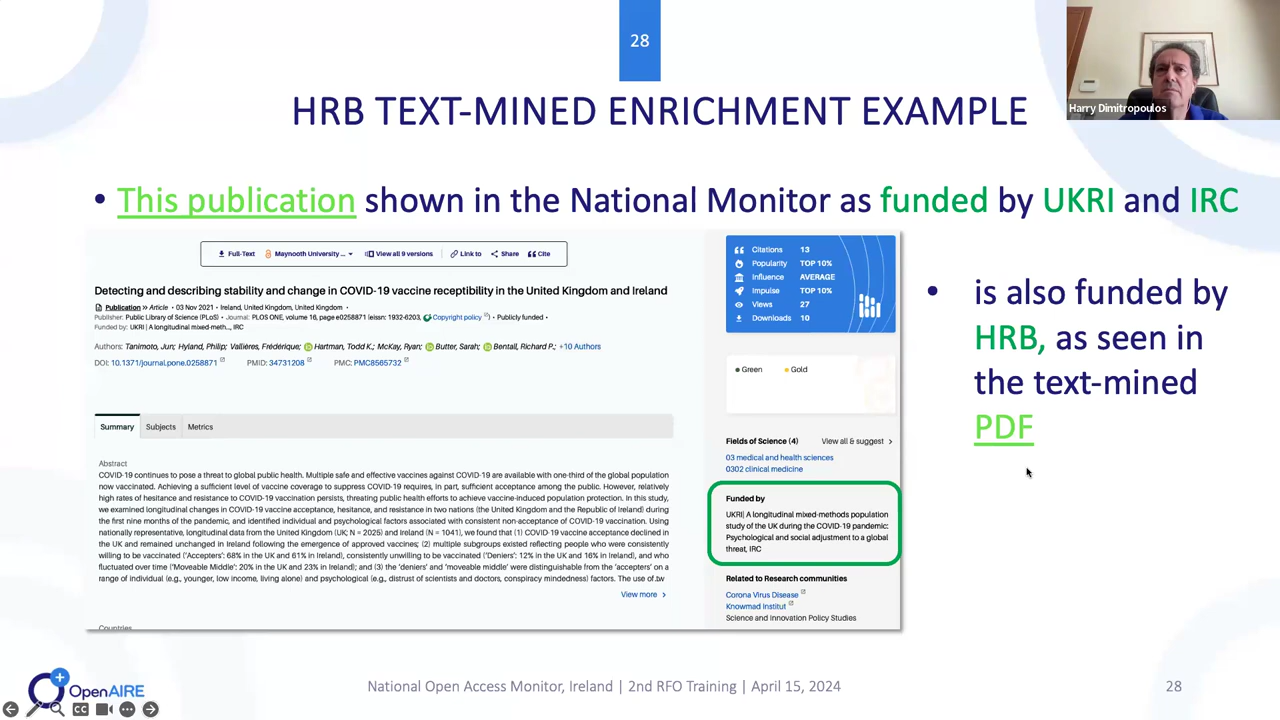 28
Harry Dimitropoulos
HRB TEXT-MINED ENRICHMENT EXAMPLE
• This publication shown in the National Monitor as funded by UKRI and IRC
Full-Text Maynooth University ... View all 9 versions Link to Share Cite
Detecting and describing stability and change in COVID-19 vaccine receptibility in the United Kingdom and Ireland
Publication >> Article • 03 Nov 2021 • Ireland, United Kingdom, United Kingdom •
Publisher: Public Library of Science (PLoS) • Journal: PLOS ONE, volume 16, page e0258871 (eissn: 1932-6203, Copyright policy ) • Publicly funded •
Funded by: UKRI | A longitudinal mixed-meth..., IRC
Authors: Tanimoto, Jun; Hyland, Philip; Vallières, Frédérique; Hartman, Todd K.; McKay, Ryan; Butter, Sarah; Bentall, Richard P.; +10 Authors
DOI: 10.1371/journal.pone.0258871 PMID: 34731208 PMC: PMC8565732
Summary Subjects Metrics
Abstract
COVID-19 continues to pose a threat to global public health. Multiple safe and effective vaccines against COVID-19 are available with one-third of the global population
now vaccinated. Achieving a sufficient level of vaccine coverage to suppress COVID-19 requires, in part, sufficient acceptance among the public. However, relatively
high rates of hesitance and resistance to COVID-19 vaccination persists, threating public health efforts to achieve vaccine-induced population protection. In this study,
we examined longitudinal changes in COVID-19 vaccine acceptance, hesitance, and resistance in two nations (the United Kingdom and the Republic of Ireland) during
the first nine months of the pandemic, and identified individual and psychological factors associated with consistent non-acceptance of COVID-19 vaccination. Using
nationally representative, longitudinal data from the United Kingdom (UK; N = 2025) and Ireland (N = 1041), we found that (1) COVID-19 vaccine acceptance declined in
the UK and remained unchanged in Ireland following the emergence of approved vaccines; (2) multiple subgroups existed reflecting people who were consistently
willing to be vaccinated ('Accepters': 68% in the UK and 61% in Ireland), consistently unwilling to be vaccinated ('Deniers': 12% in the UK and 16% in Ireland), and who
fluctuated over time ('Moveable Middle': 20% in the UK and 23% in Ireland); and (3) the 'deniers' and 'moveable middle' were distinguishable from the 'accepters' on a
range of individual (e.g., younger, low income, living alone) and psychological (e.g., distrust of scientists and doctors, conspiracy mindedness) factors. The use of
View more >
Countries
Citations 13
Popularity TOP 10%
Influence AVERAGE
Impulse TOP 10%
Views 27
Downloads 10
Green Gold
Fields of Science (4) View all & suggest >
03 medical and health sciences
0302 clinical medicine
Funded by
UKRI| A longitudinal mixed-methods population
study of the UK during the COVID-19 pandemic:
Psychological and social adjustment to a global
threat, IRC
Related to Research communities
Corona Virus Disease
Knowmad Institut
Science and Innovation Policy Studies
• is also funded by
HRB, as seen in
the text-mined
PDF
OpenAIRE
CC
National Open Access Monitor, Ireland | 2nd RFO Training | April 15, 2024
28